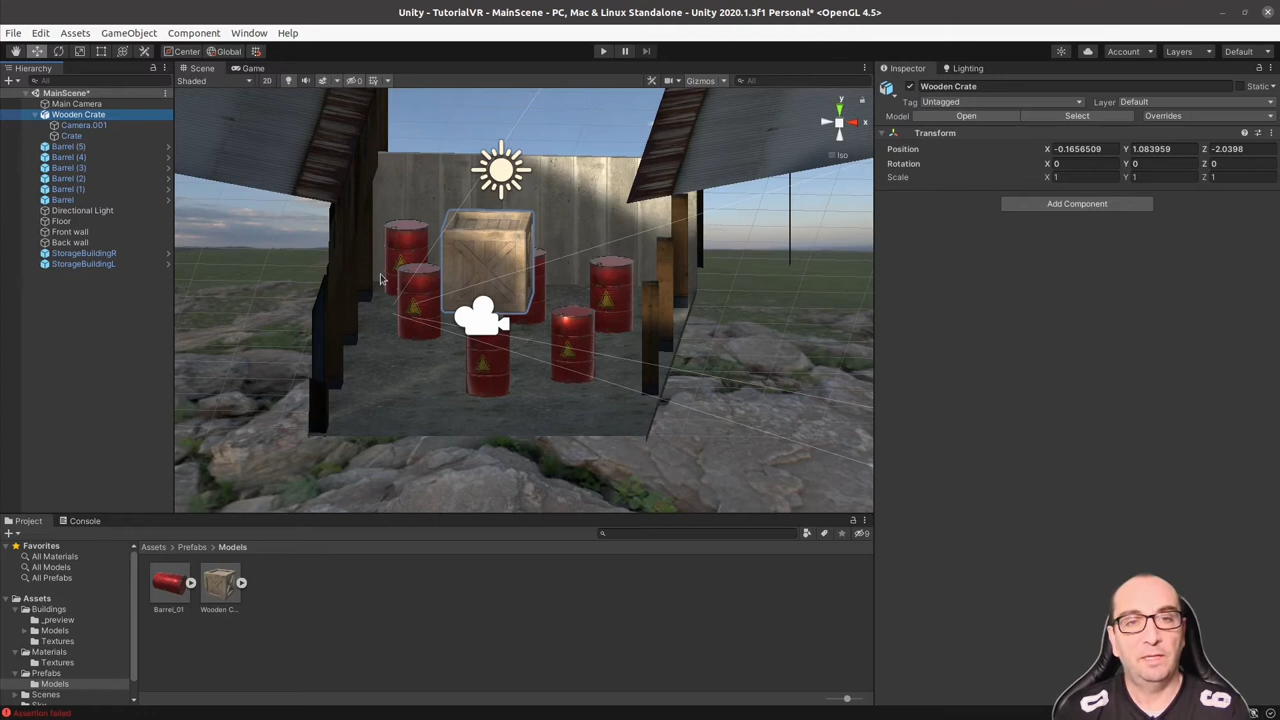 Unity - TutorialVR - MainScene - PC, Mac & Linux Standalone - Unity 2020.1.3f1 Personal* <OpenGL 4.5>
File Edit Assets GameObject Component Window Help
Center Global Account Layers Default
Hierarchy
All
MainScene*
Main Camera
Wooden Crate
Camera.001
Crate
Barrel (5)
Barrel (4)
Barrel (3)
Barrel (2)
Barrel (1)
Barrel
Directional Light
Floor
Front wall
Back wall
StorageBuildingR
StorageBuildingL
Scene Game
Shaded 2D 0 Gizmos All
y
x
Iso
Inspector Lighting
Wooden Crate Static
Tag Untagged Layer Default
Model Open Select Overrides
Transform
Position X -0.1656509 Y 1.083959 Z -2.0398
Rotation X 0 Y 0 Z 0
Scale X 1 Y 1 Z 1
Add Component
Project Console
9
Favorites
All Materials
All Models
All Prefabs
Assets
Buildings
_preview
Models
Textures
Materials
Textures
Prefabs
Models
Scenes
Assets Prefabs Models
Barrel_01 Wooden C...
Assertion failed